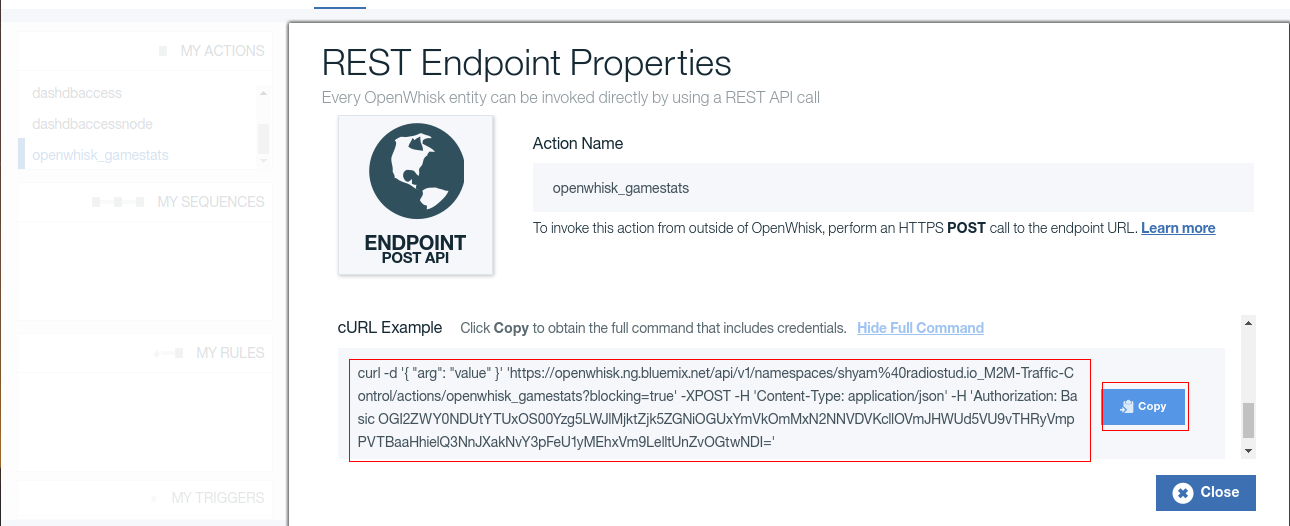 MY ACTIONS
dashdbaccess
dashdbaccessnode
openwhisk_gamestats
MY SEQUENCES
MY RULES
MY TRIGGERS
REST Endpoint Properties
Every OpenWhisk entity can be invoked directly by using a REST API call
ENDPOINT
POST API
Action Name
openwhisk_gamestats
To invoke this action from outside of OpenWhisk, perform an HTTPS POST call to the endpoint URL. Learn more
cURL Example Click Copy to obtain the full command that includes credentials. Hide Full Command
curl -d '{ "arg": "value" }' 'https://openwhisk.ng.bluemix.net/api/v1/namespaces/shyam%40radiostud.io_M2M-Traffic-C
ontrol/actions/openwhisk_gamestats?blocking=true' -XPOST -H 'Content-Type: application/json' -H 'Authorization: Ba
sic
Copy
Close